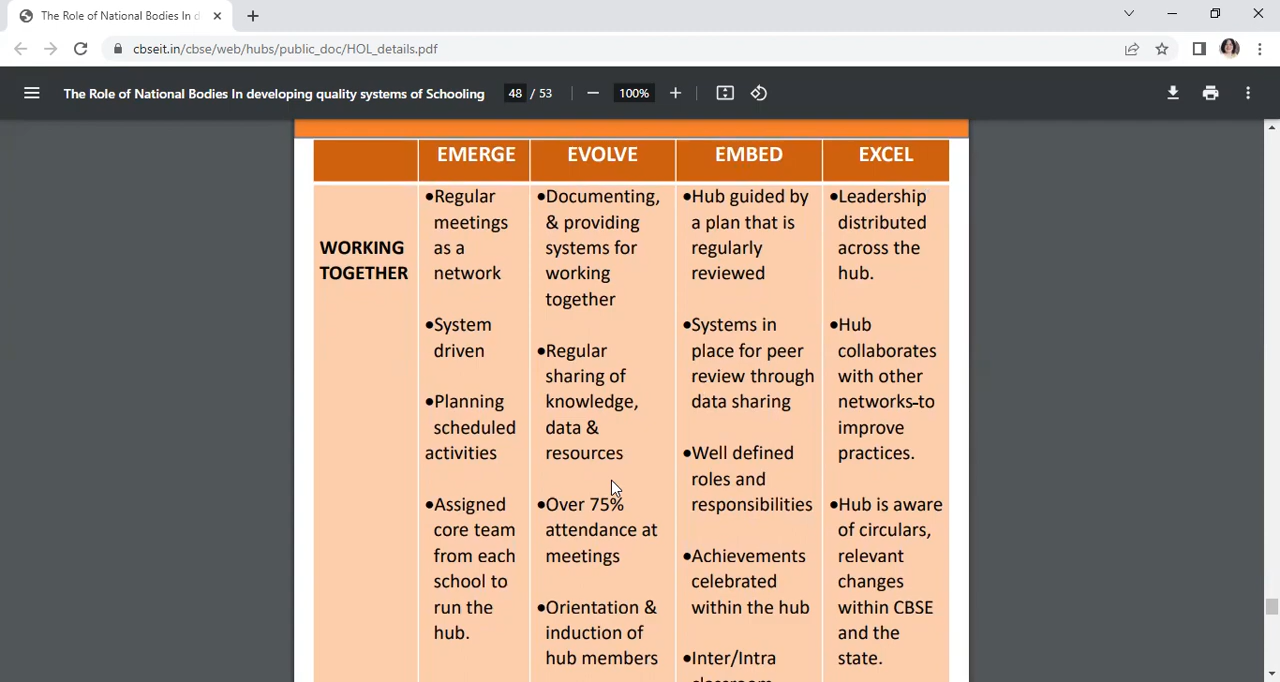 The Role of National Bodies In d
cbseit.in/cbse/web/hubs/public_doc/HOL_details.pdf
The Role of National Bodies In developing quality systems of Schooling
48 / 53
100%
EMERGE
EVOLVE
EMBED
EXCEL
WORKING
TOGETHER
•Regular
meetings
as a
network
•System
driven
•Planning
scheduled
activities
•Assigned
core team
from each
school to
run the
hub.
•Documenting,
& providing
systems for
working
together
•Regular
sharing of
knowledge,
data &
resources
•Over 75%
attendance at
meetings
•Orientation &
induction of
hub members
•Hub guided by
a plan that is
regularly
reviewed
•Systems in
place for peer
review through
data sharing
•Well defined
roles and
responsibilities
•Achievements
celebrated
within the hub
•Inter/Intra
classroom
•Leadership
distributed
across the
hub.
•Hub
collaborates
with other
networks-to
improve
practices.
•Hub is aware
of circulars,
relevant
changes
within CBSE
and the
state.